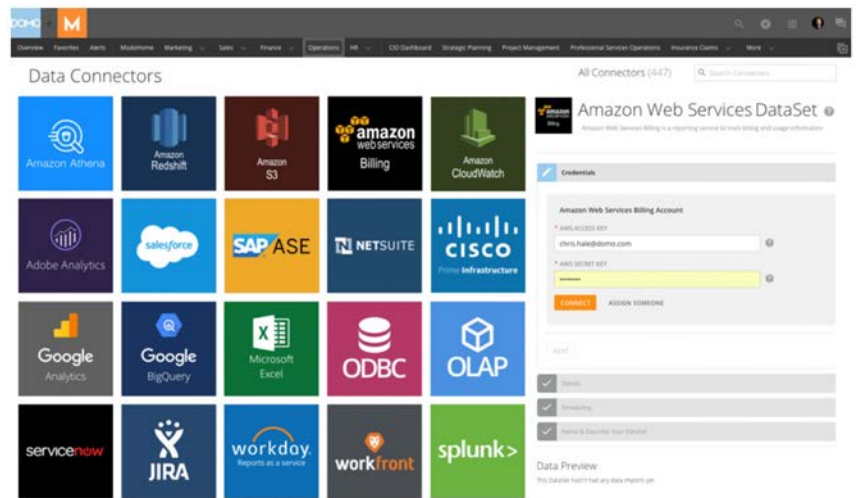 DOMO + M
Overview Favorites Alerts ModoHome Marketing Sales Finance Operations HR CIO Dashboard Strategic Planning Project Management Professional Services Operations Insurance Claims More
Data Connectors
All Connectors (447)
Search Connectors
Amazon Athena
Amazon
Redshift
Amazon
S3
amazon
webservices
Billing
Amazon
CloudWatch
Adobe Analytics
salesforce
SAP ASE
N NETSUITE
CISCO
Prime Infrastructure
Google
Analytics
Google
BigQuery
X
Microsoft
Excel
ODBC
OLAP
servicenow
JIRA
workday.
Reports as a service
workfront
splunk>
amazon
webservices
Billing
Amazon Web Services DataSet
Amazon Web Services Billing is a reporting service to track billing and usage information
Credentials
Amazon Web Services Billing Account
* AWS ACCESS KEY
chris.hale@domo.com
* AWS SECRET KEY
••••••••
CONNECT ASSIGN SOMEONE
NEXT
Details
Scheduling
Name & Describe Your DataSet
Data Preview
This DataSet hasn't had any data imports yet